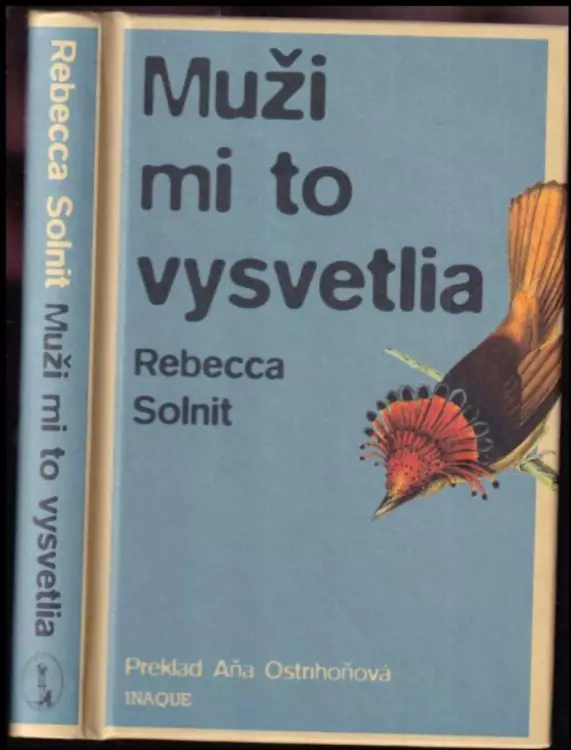 Rebecca Solnit Muži mi to vysvetlia
Muži
mi to
vysvetlia
Rebecca
Solnit
Preklad Aňa Ostrihoňová
INAQUE